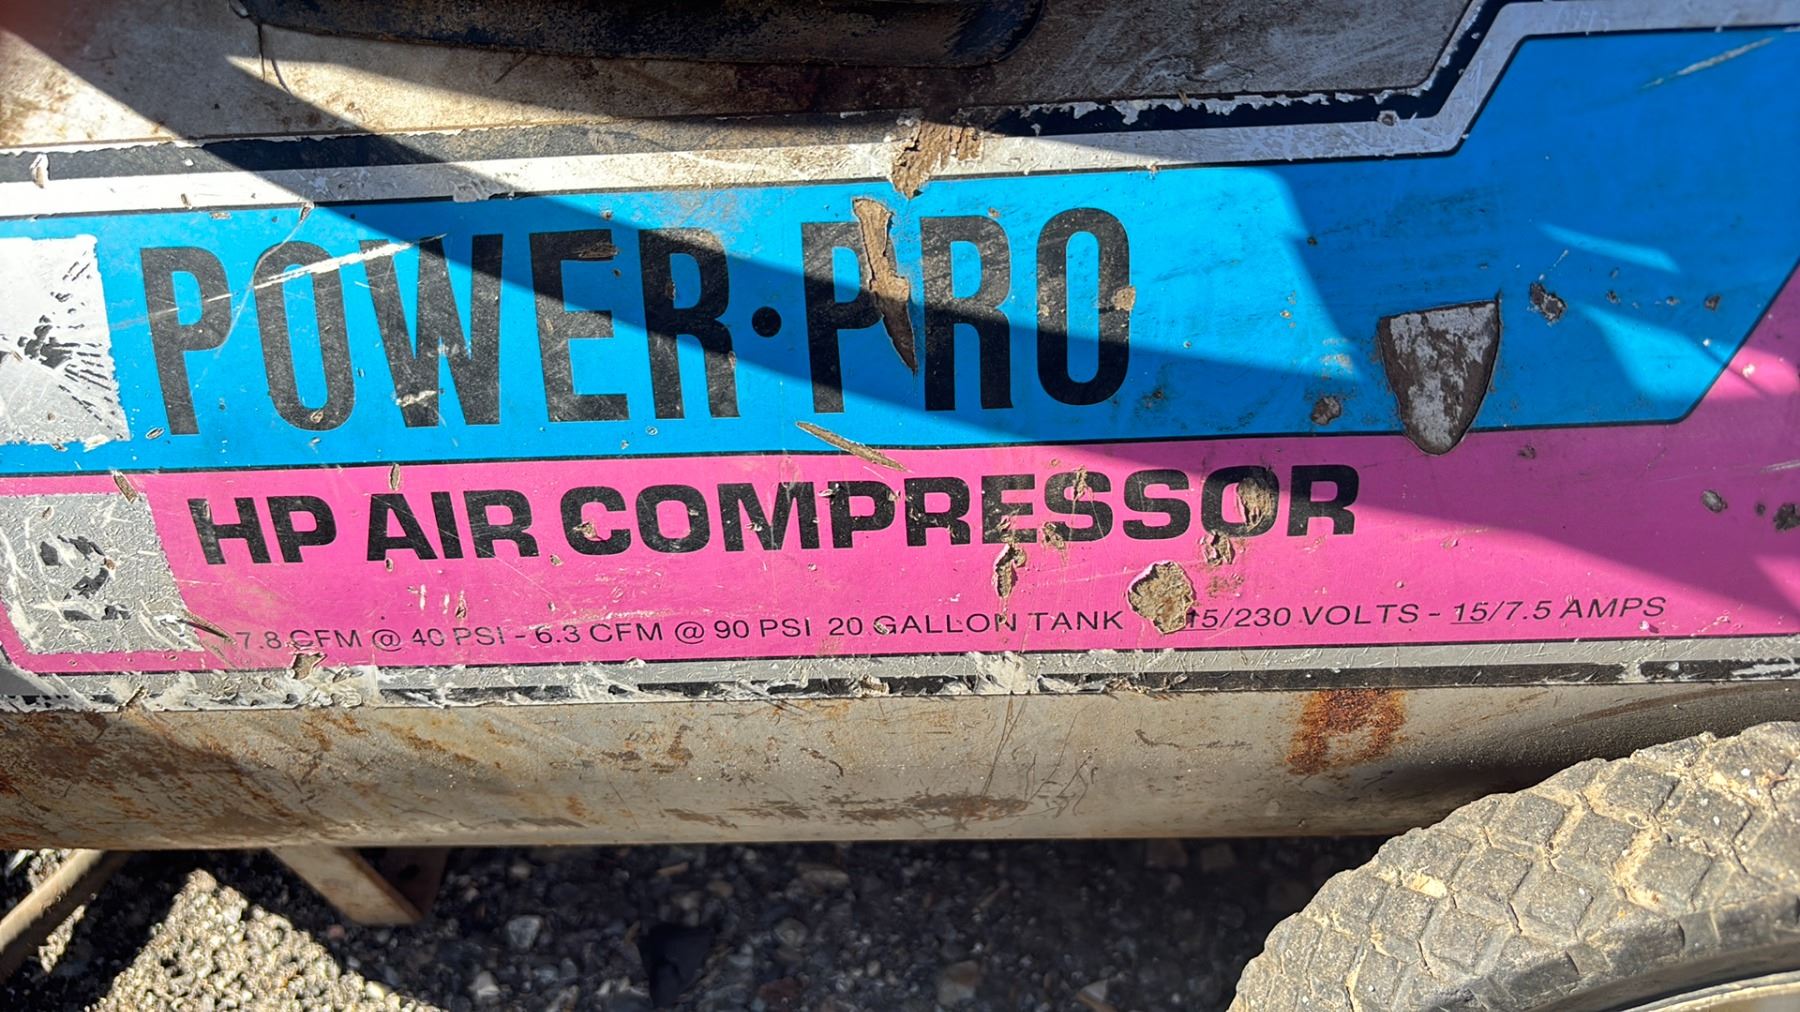 POWER·PRO
HP AIR COMPRESSOR
7.8 CFM @ 40 PSI - 6.3 CFM @ 90 PSI 20 GALLON TANK 15/230 VOLTS - 15/7.5 AMPS